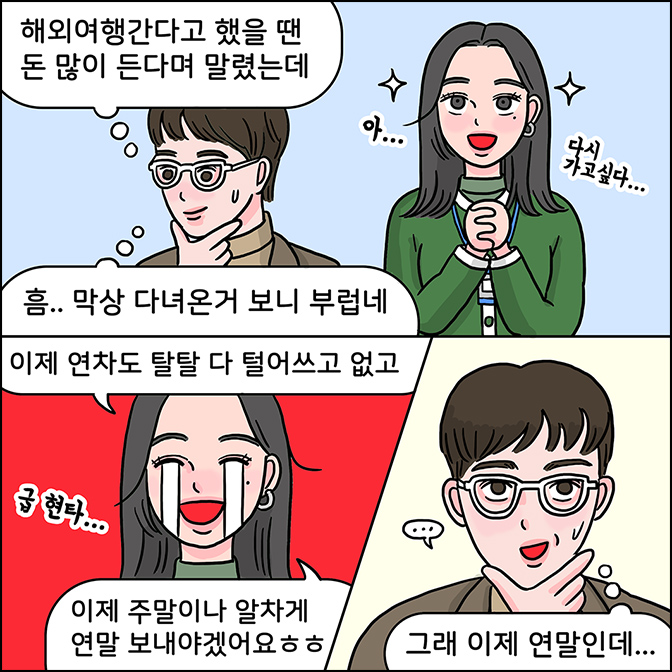 해외여행간다고 했을 땐
돈 많이 든다며 말렸는데
아...
다시
가고싶다...
흠.. 막상 다녀온거 보니 부럽네
이제 연차도 탈탈 다 털어쓰고 없고
급 현타...
...
이제 주말이나 알차게
연말 보내야겠어요ㅎㅎ
그래 이제 연말인데...